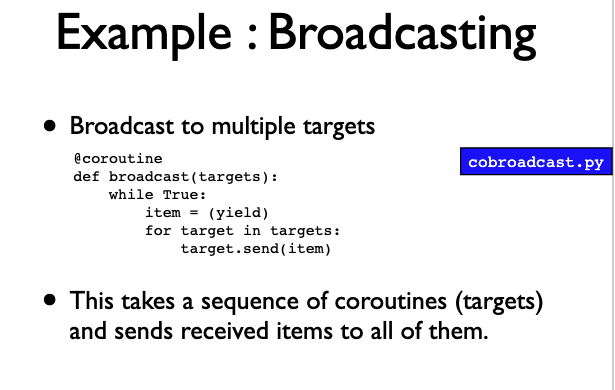 Example : Broadcasting
• Broadcast to multiple targets
@coroutine
cobroadcast.py
def broadcast(targets):
    while True:
        item = (yield)
        for target in targets:
            target.send(item)
• This takes a sequence of coroutines (targets)
and sends received items to all of them.